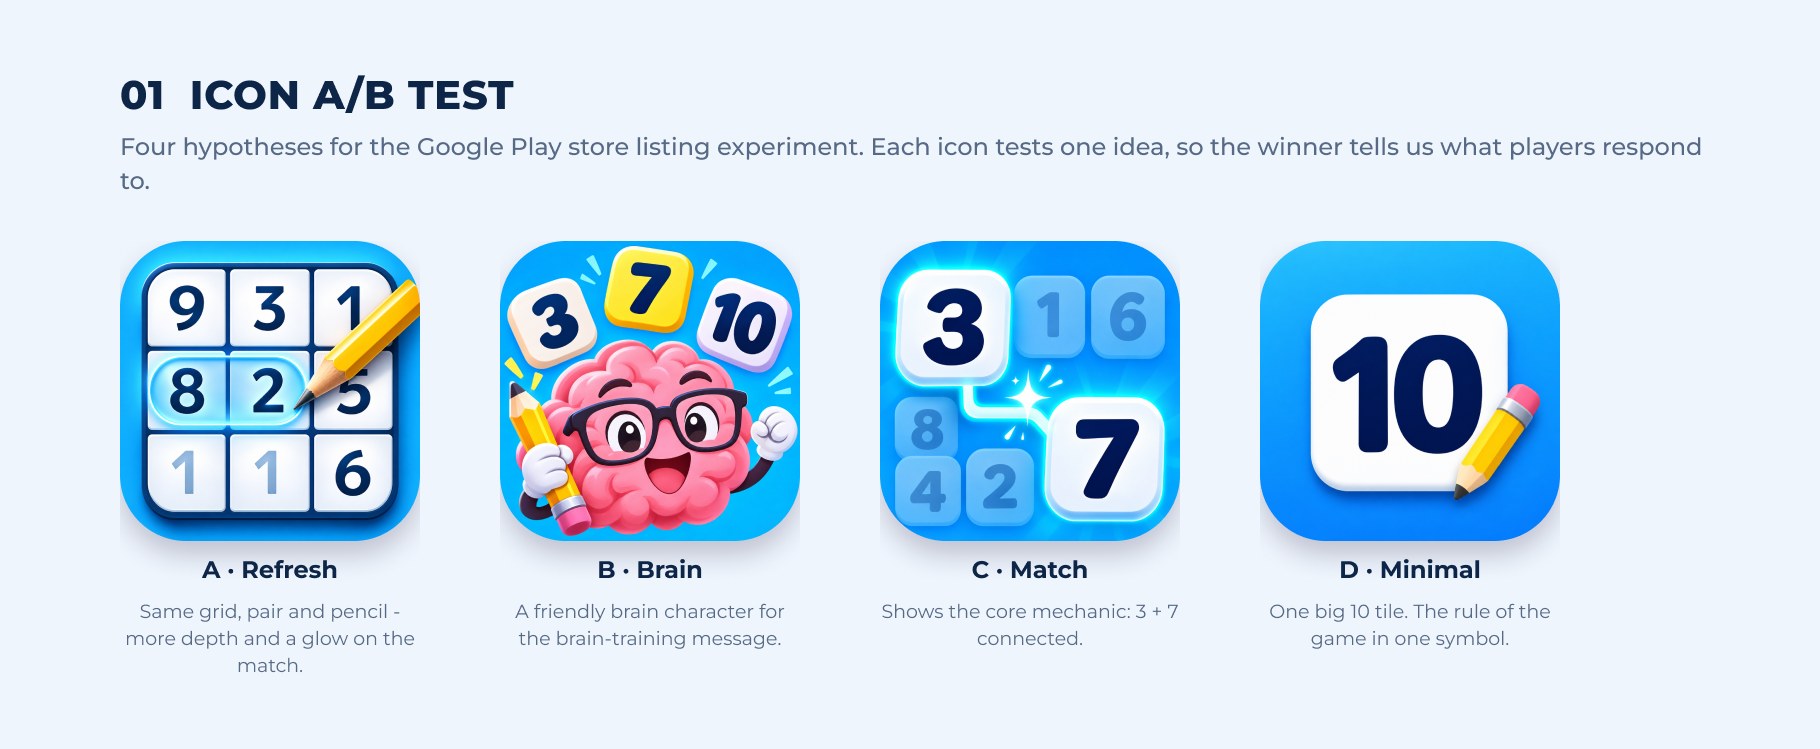 01 ICON A/B TEST
Four hypotheses for the Google Play store listing experiment. Each icon tests one idea, so the winner tells us what players respond
to.
9 3 1
8 2 5
1 1 6
3 7 10
3 1 6
8
7
4 2
10
A · Refresh
Same grid, pair and pencil -
more depth and a glow on the
match.
B · Brain
A friendly brain character for
the brain-training message.
C · Match
Shows the core mechanic: 3 + 7
connected.
D · Minimal
One big 10 tile. The rule of the
game in one symbol.